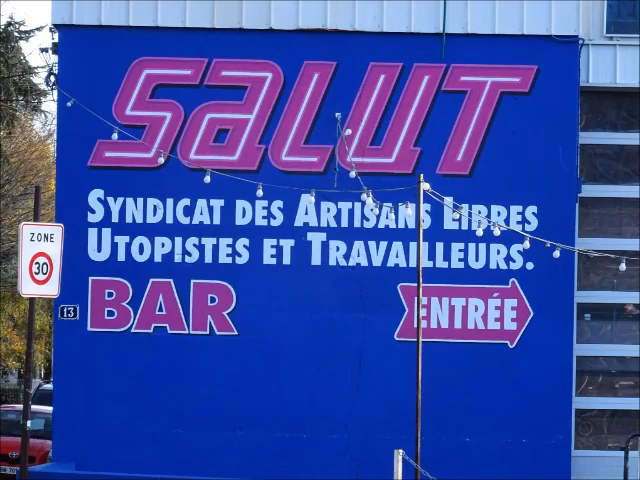 SALUT
SYNDICAT DES ARTISANS LIBRES
UTOPISTES ET TRAVAILLEURS.
BAR
ENTRÉE
ZONE
30
13